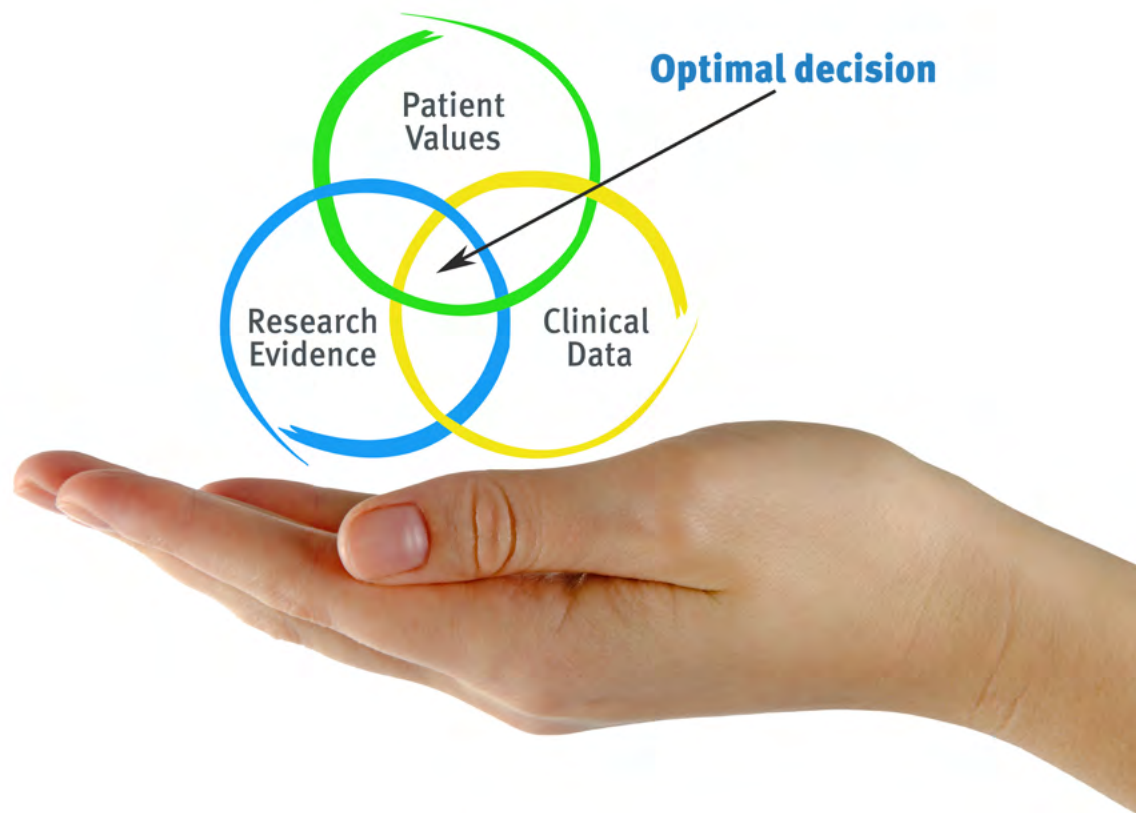 Optimal decision
Patient
Values
Research
Evidence
Clinical
Data